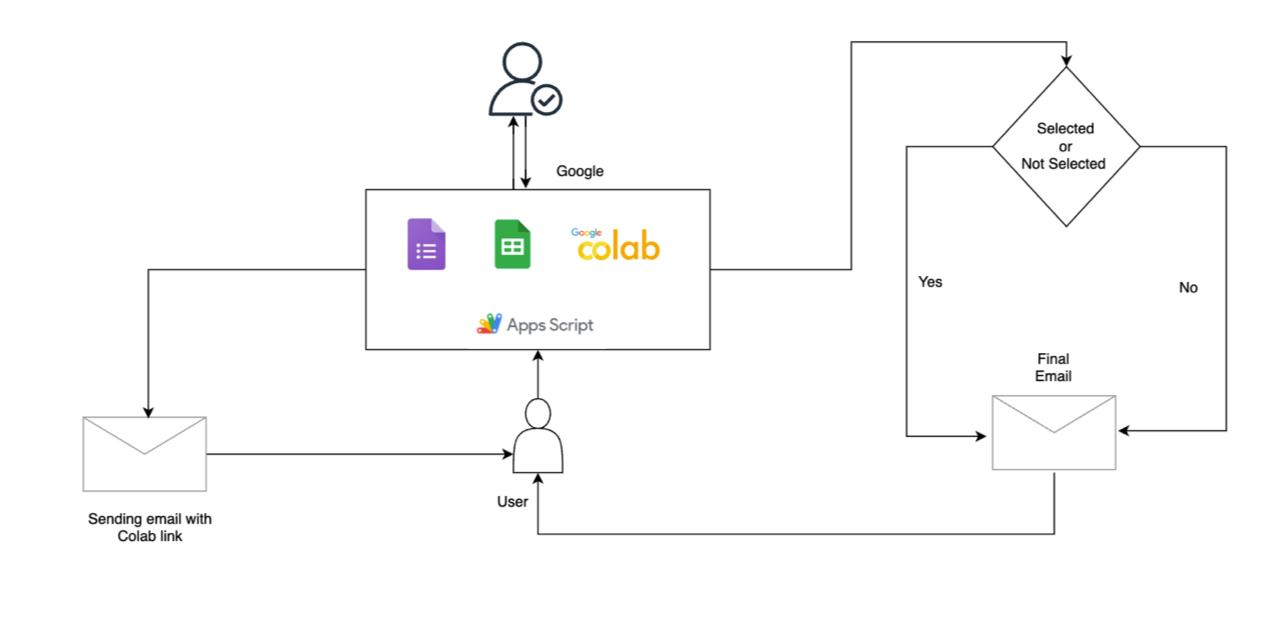 Google
Google
colab
Apps Script
Selected
or
Not Selected
Yes
No
Final
Email
User
Sending email with
Colab link